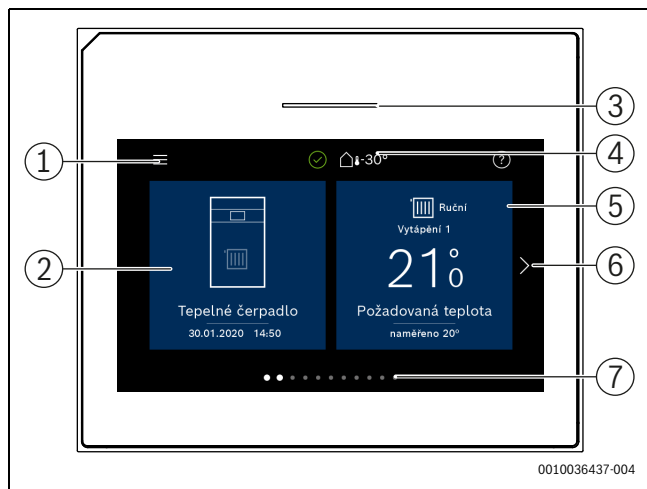 3
1
-30°
?
4
Ruční
5
Vytápění 1
2
21°0
6
Tepelné čerpadlo
Požadovaná teplota
30.01.2020 14:50
naměřeno 20°
7
0010036437-004